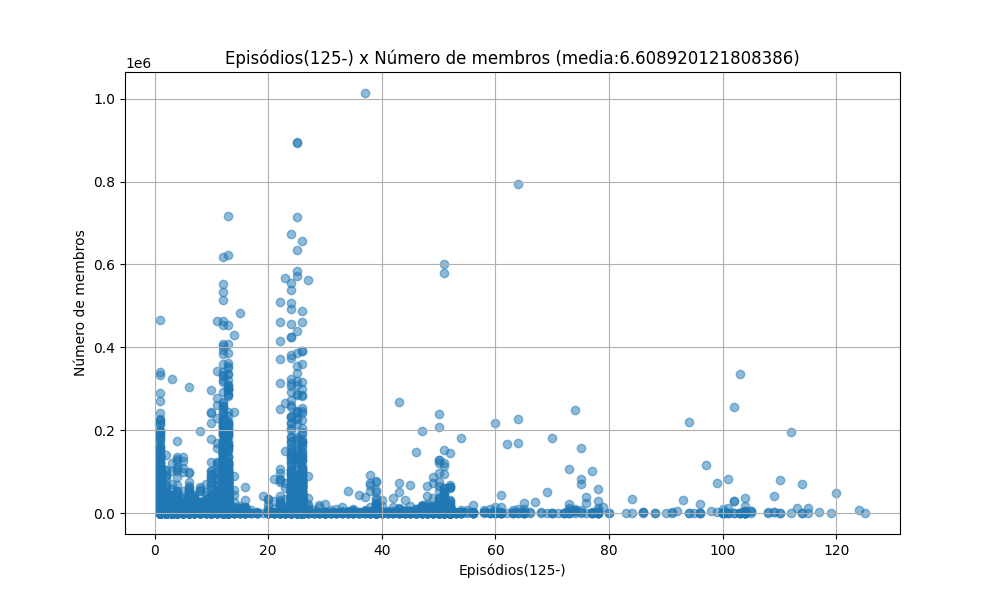 Episódios(125-) x Número de membros (media:6.608920121808386)
1e6
1.0
0.8
0.6
0.4
0.2
0.0
Número de membros
0 20 40 60 80 100 120
Episódios(125-)